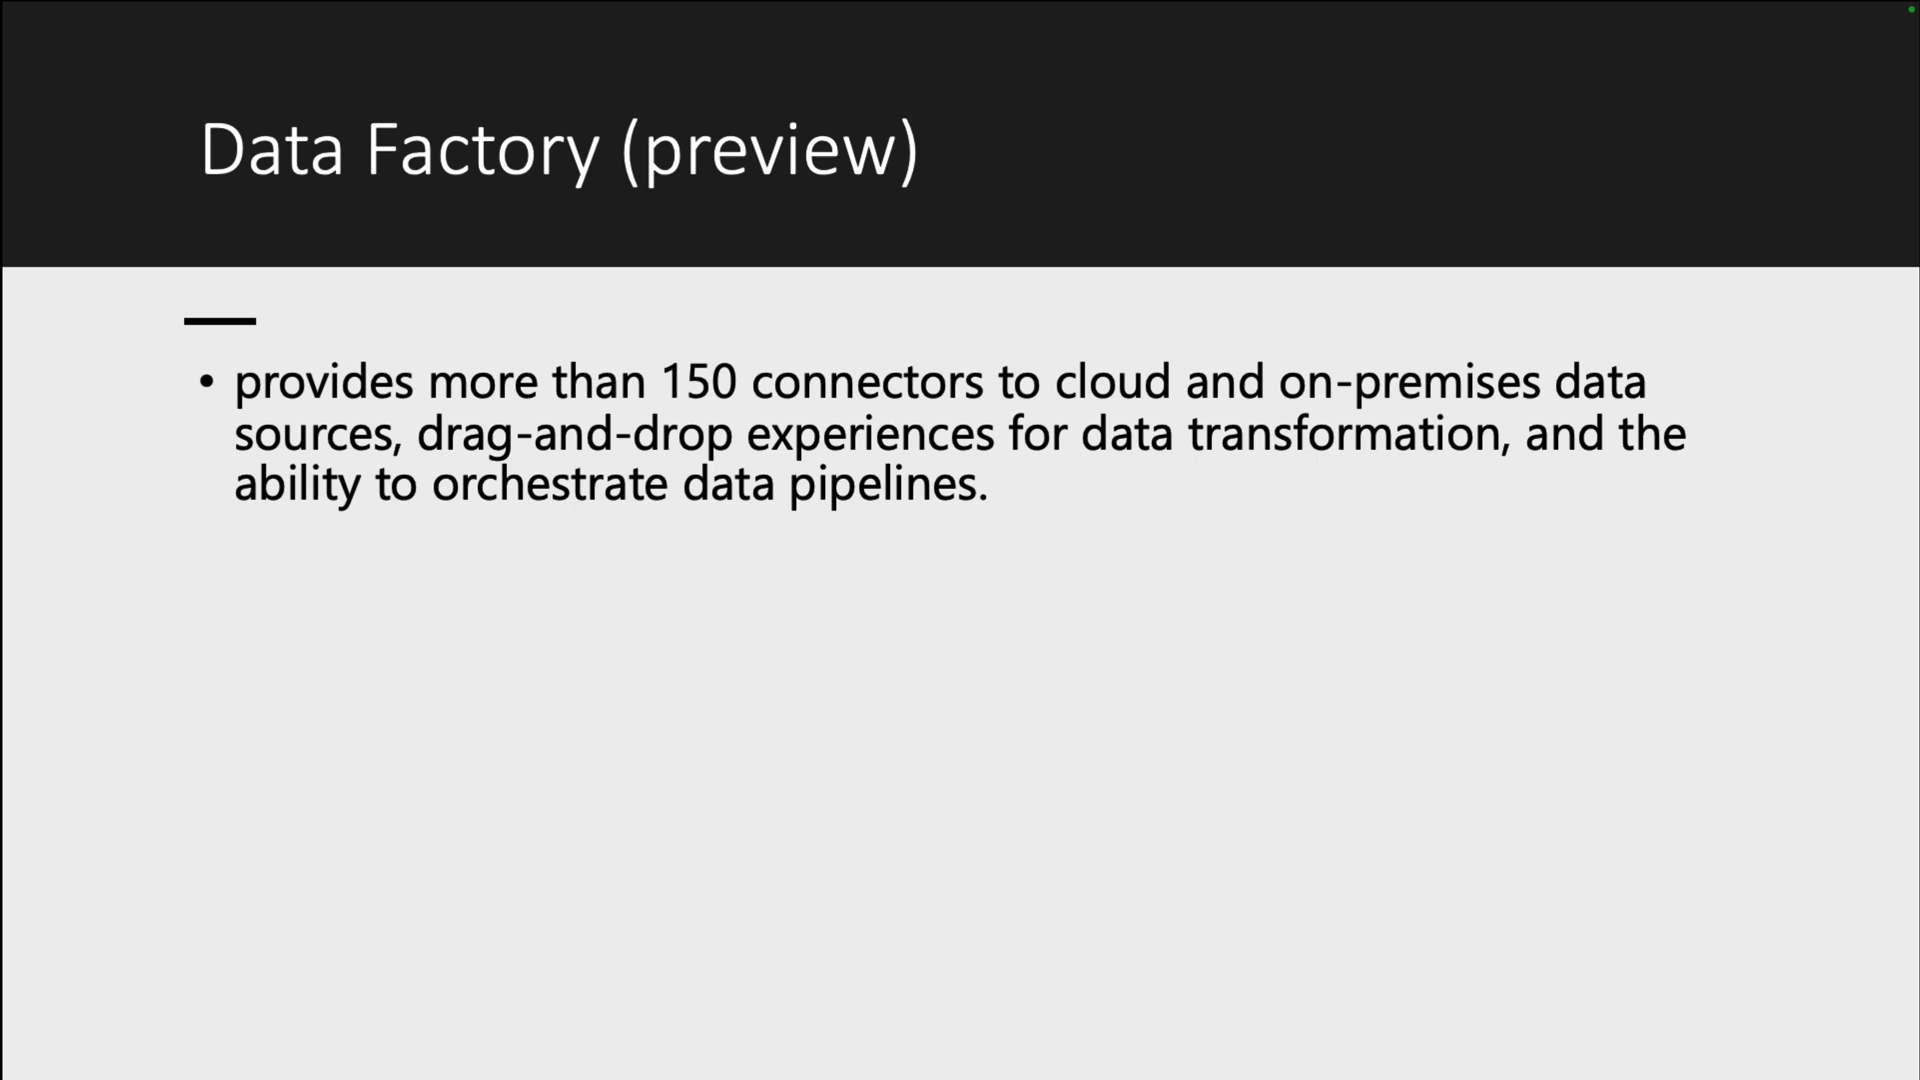 Data Factory (preview)
• provides more than 150 connectors to cloud and on-premises data
sources, drag-and-drop experiences for data transformation, and the
ability to orchestrate data pipelines.